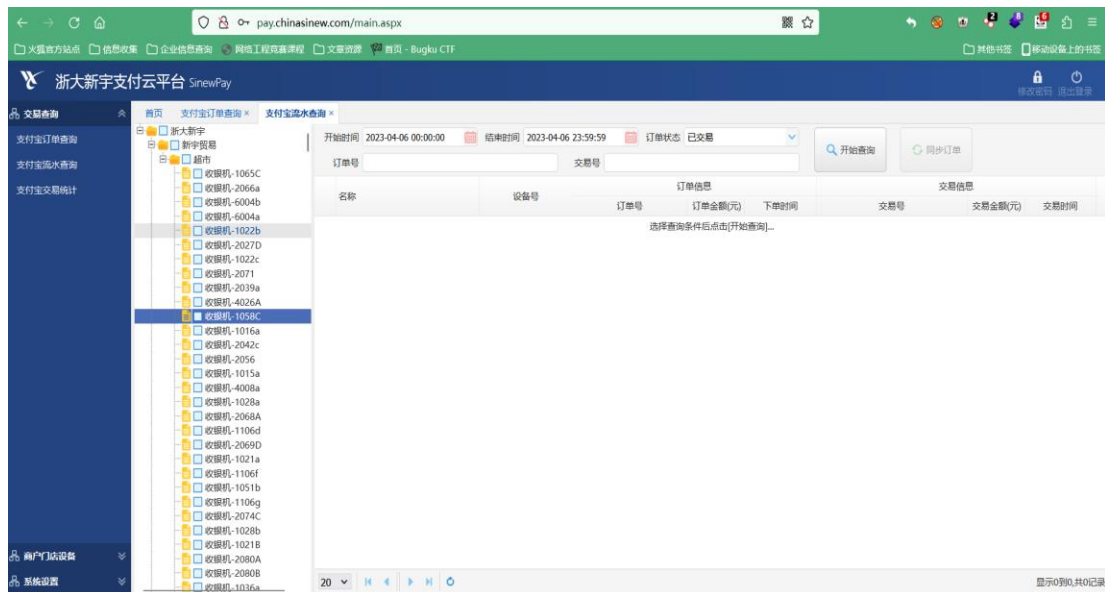 pay.chinasinew.com/main.aspx
火狐官方站点 信息收集 企业信息查询 网络工程竞赛课程 文章资源 首页 - Bugku CTF 其他书签 移动设备上的书签
浙大新宇支付云平台 SinewPay 修改密码 退出登录
交易查询
支付宝订单查询
支付宝流水查询
支付宝交易统计
商户门店设备
系统设置
首页 支付宝订单查询 × 支付宝流水查询 ×
浙大新宇
新宇贸易
超市
收银机-1065C
收银机-2066a
收银机-6004b
收银机-6004a
收银机-1022b
收银机-2027D
收银机-1022c
收银机-2071
收银机-2039a
收银机-4026A
收银机-1058C
收银机-1016a
收银机-2042c
收银机-2056
收银机-1015a
收银机-4008a
收银机-1028a
收银机-2068A
收银机-1106d
收银机-2069D
收银机-1021a
收银机-1106f
收银机-1051b
收银机-1106g
收银机-2074C
收银机-1028b
收银机-1021B
收银机-2080A
收银机-2080B
收银机-1036a
开始时间 2023-04-06 00:00:00 结束时间 2023-04-06 23:59:59 订单状态 已交易
订单号 交易号
开始查询 同步订单
名称 设备号 订单信息 交易信息
订单号 订单金额(元) 下单时间 交易号 交易金额(元) 交易时间
选择查询条件后点击[开始查询]...
20 显示0到0,共0记录